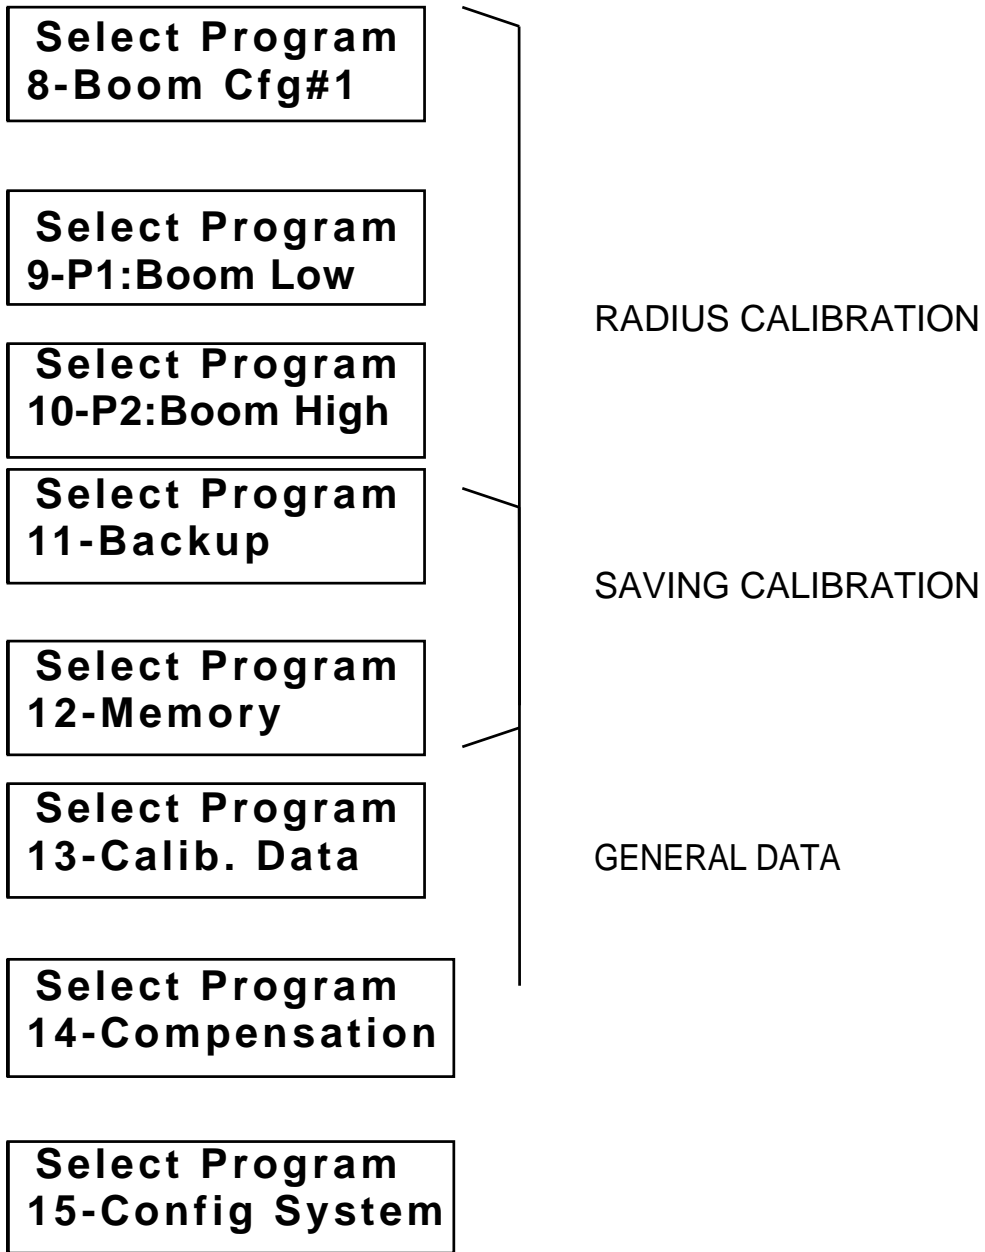 Select Program
8-Boom Cfg#1
Select Program
9-P1:Boom Low
RADIUS CALIBRATION
Select Program
10-P2:Boom High
Select Program
11-Backup
SAVING CALIBRATION
Select Program
12-Memory
Select Program
13-Calib. Data
GENERAL DATA
Select Program
14-Compensation
Select Program
15-Config System